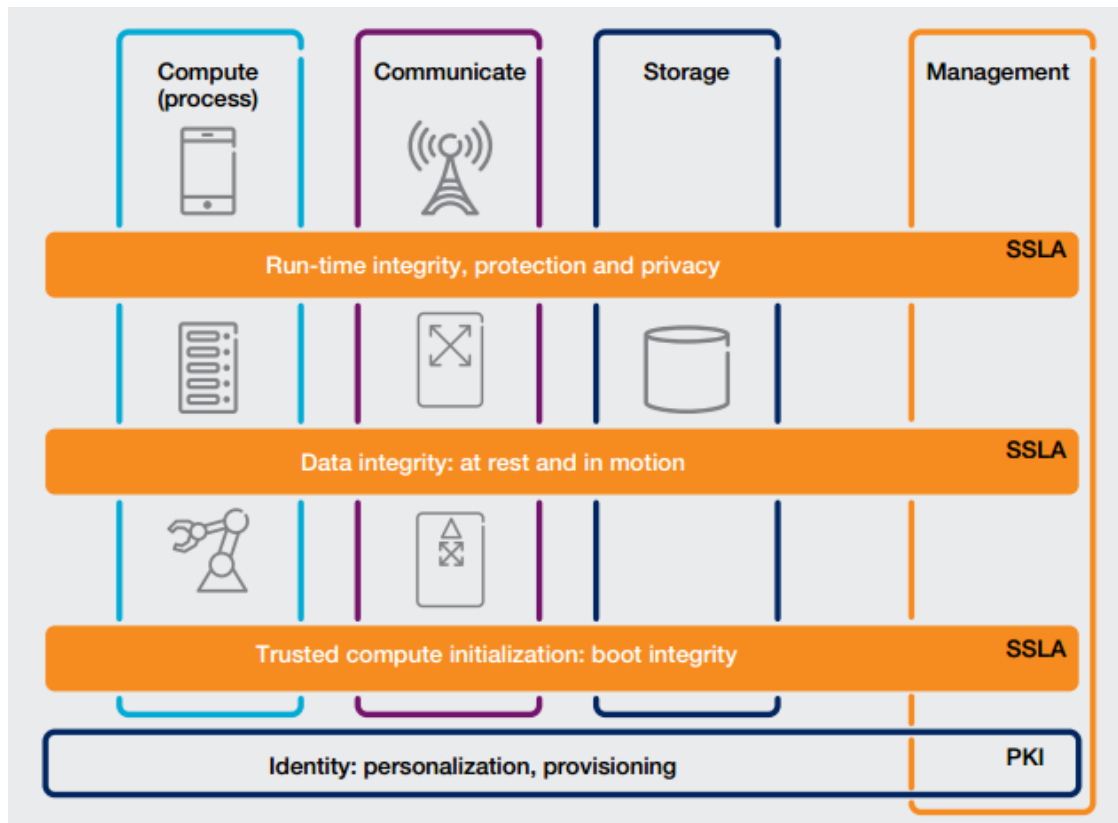 Compute
(process)
Communicate
Storage
Management
Run-time integrity, protection and privacy
SSLA
Data integrity: at rest and in motion
SSLA
Trusted compute initialization: boot integrity
SSLA
Identity: personalization, provisioning
PKI